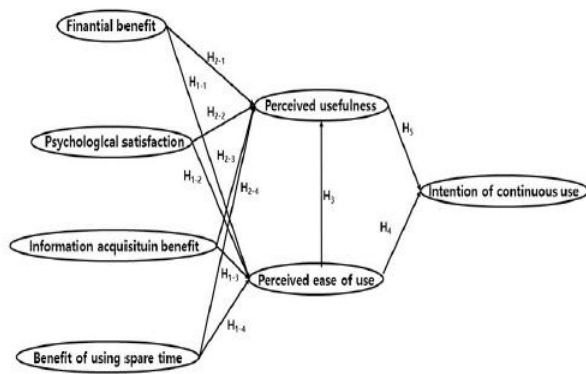 Finantial benefit
H2-1
H1-1
Perceived usefulness
H2-2
H5
Psychological satisfaction
H2-3
H1-2
H2-4
Intention of continuous use
H3
H4
Information acquisituin benefit
H1-3
Perceived ease of use
H1-4
Benefit of using spare time